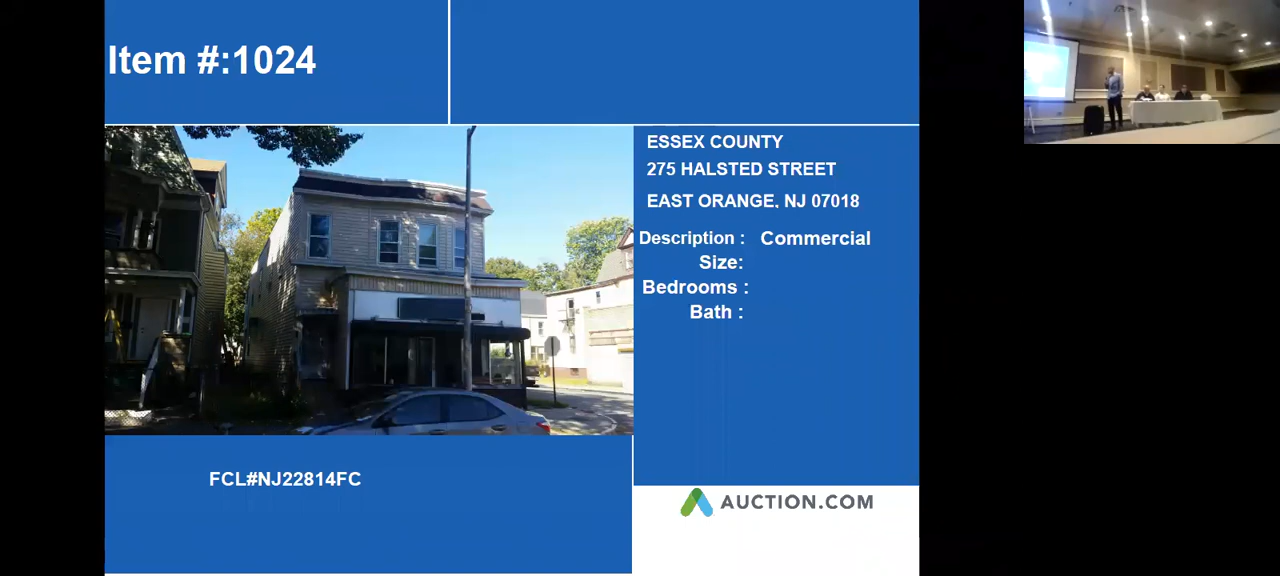 Item #:1024
ESSEX COUNTY
275 HALSTED STREET
EAST ORANGE, NJ 07018
Description : Commercial
Size:
Bedrooms :
Bath :
FCL#NJ22814FC
AUCTION.COM